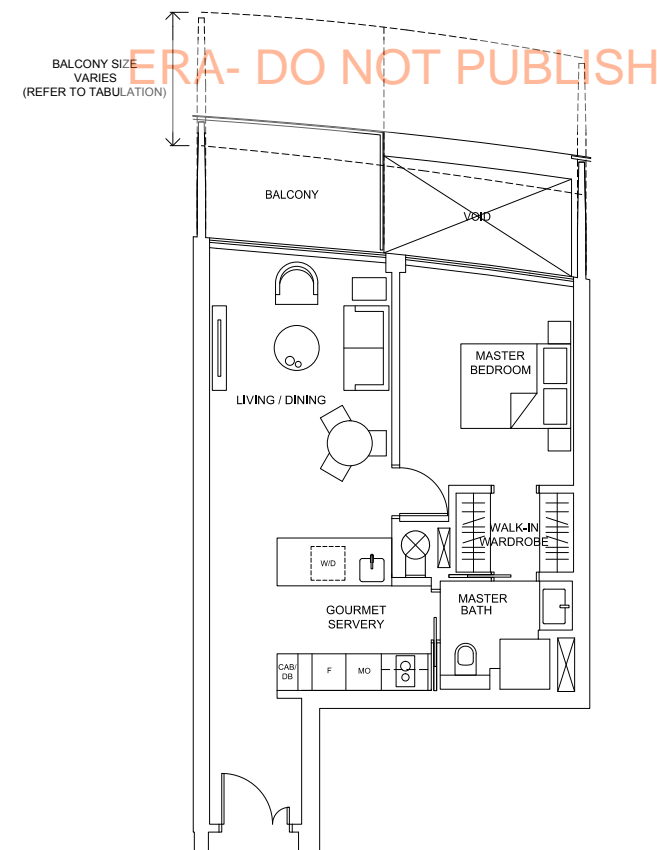 ERA- DO NOT PUBLISH
BALCONY SIZE
VARIES
(REFER TO TABULATION)
BALCONY
VOID
MASTER
BEDROOM
LIVING / DINING
WALK-IN
WARDROBE
W/D
MASTER
BATH
GOURMET
SERVERY
CAB/
DB
F
MO